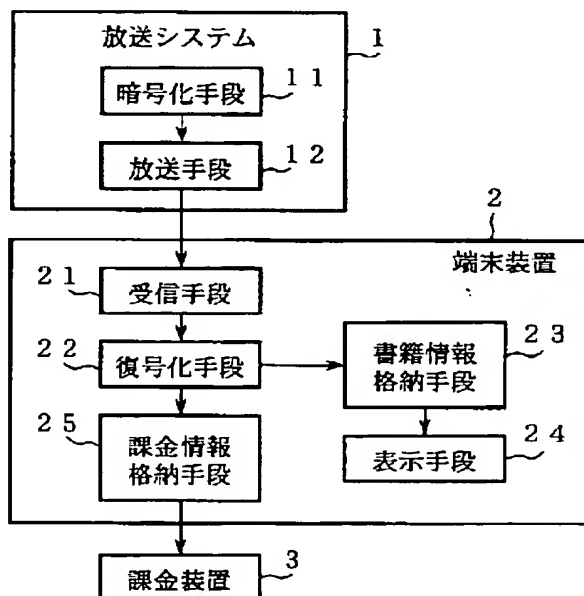 放送システム
1
暗号化手段
11
放送手段
12
2
端末装置
21
受信手段
22
復号化手段
書籍情報
格納手段
23
25
課金情報
格納手段
表示手段
24
課金装置
3